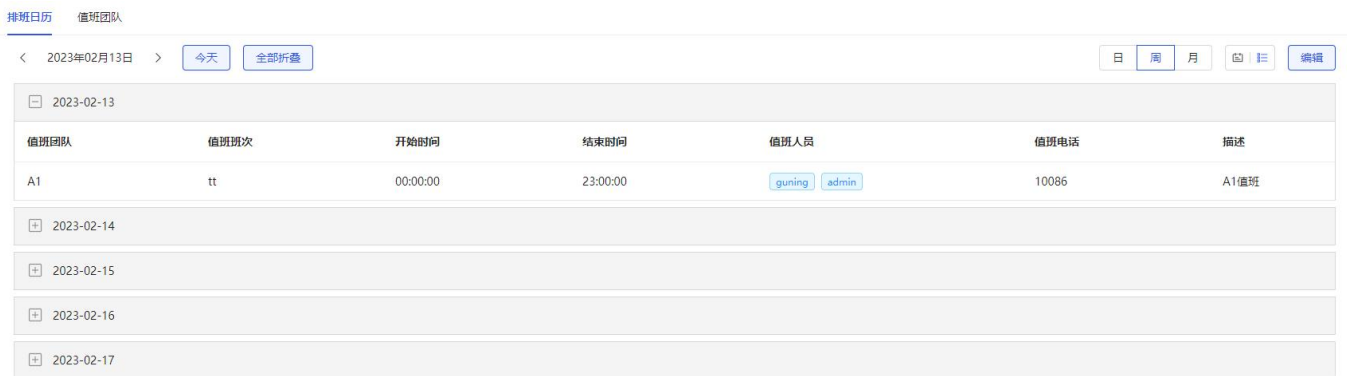 排班日历 值班团队
2023年02月13日 今天 全部折叠 日 周 月 编辑
2023-02-13
值班团队 值班班次 开始时间 结束时间 值班人员 值班电话 描述
A1 tt 00:00:00 23:00:00 guning admin 10086 A1值班
2023-02-14
2023-02-15
2023-02-16
2023-02-17